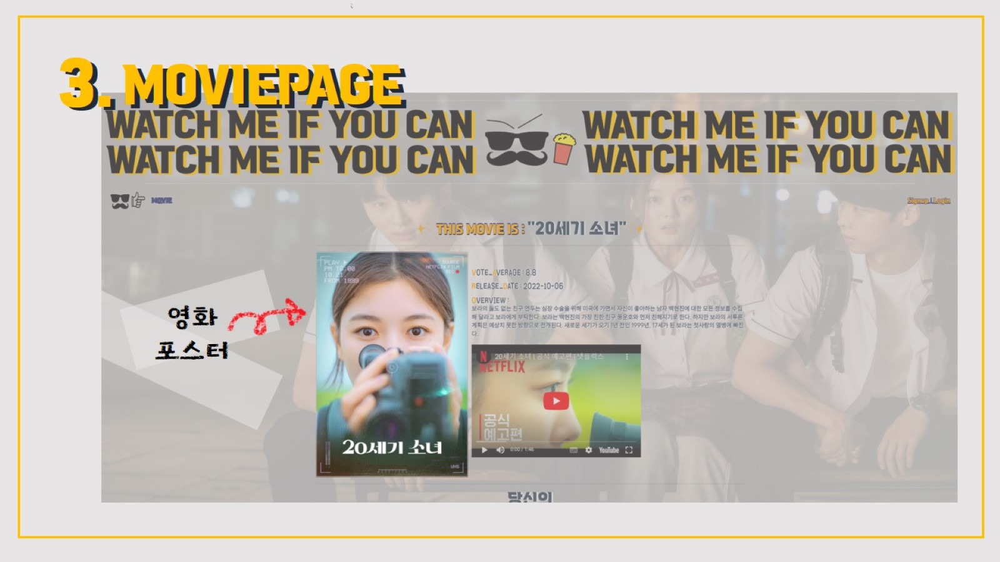 3. MOVIEPAGE
WATCH ME IF YOU CAN
WATCH ME IF YOU CAN
WATCH ME IF YOU CAN
WATCH ME IF YOU CAN
MOVIE
Signup | Login
THIS MOVIE IS : "20세기 소녀"
영화
포스터
PLAY
PM 10:00
10.21
FROM 1999
SOURCE
NETFLIX FILM
REC
20세기 소녀
VHS
VOTE_AVERAGE : 8.8
RELEASE_DATE : 2022-10-06
OVERVIEW :
보라의 둘도 없는 친구 연두는 심장 수술을 위해 미국에 가면서 자신이 좋아하는 남자 백현진에 대한 모든 정보를 수집
해 달라고 보라에게 부탁한다. 보라는 백현진의 가장 친한 친구 풍운호와 먼저 친해지기로 한다. 하지만 보라의 서투른
계획은 예상치 못한 방향으로 전개된다. 새로운 세기가 오기 1년 전인 1999년, 17세가 된 보라는 첫사랑의 열병에 빠진
다.
20세기 소녀 | 공식 예고편 | 넷플릭스
N
NETFLIX
공식
예고편
0:00 / 1:46
YouTube
당신의